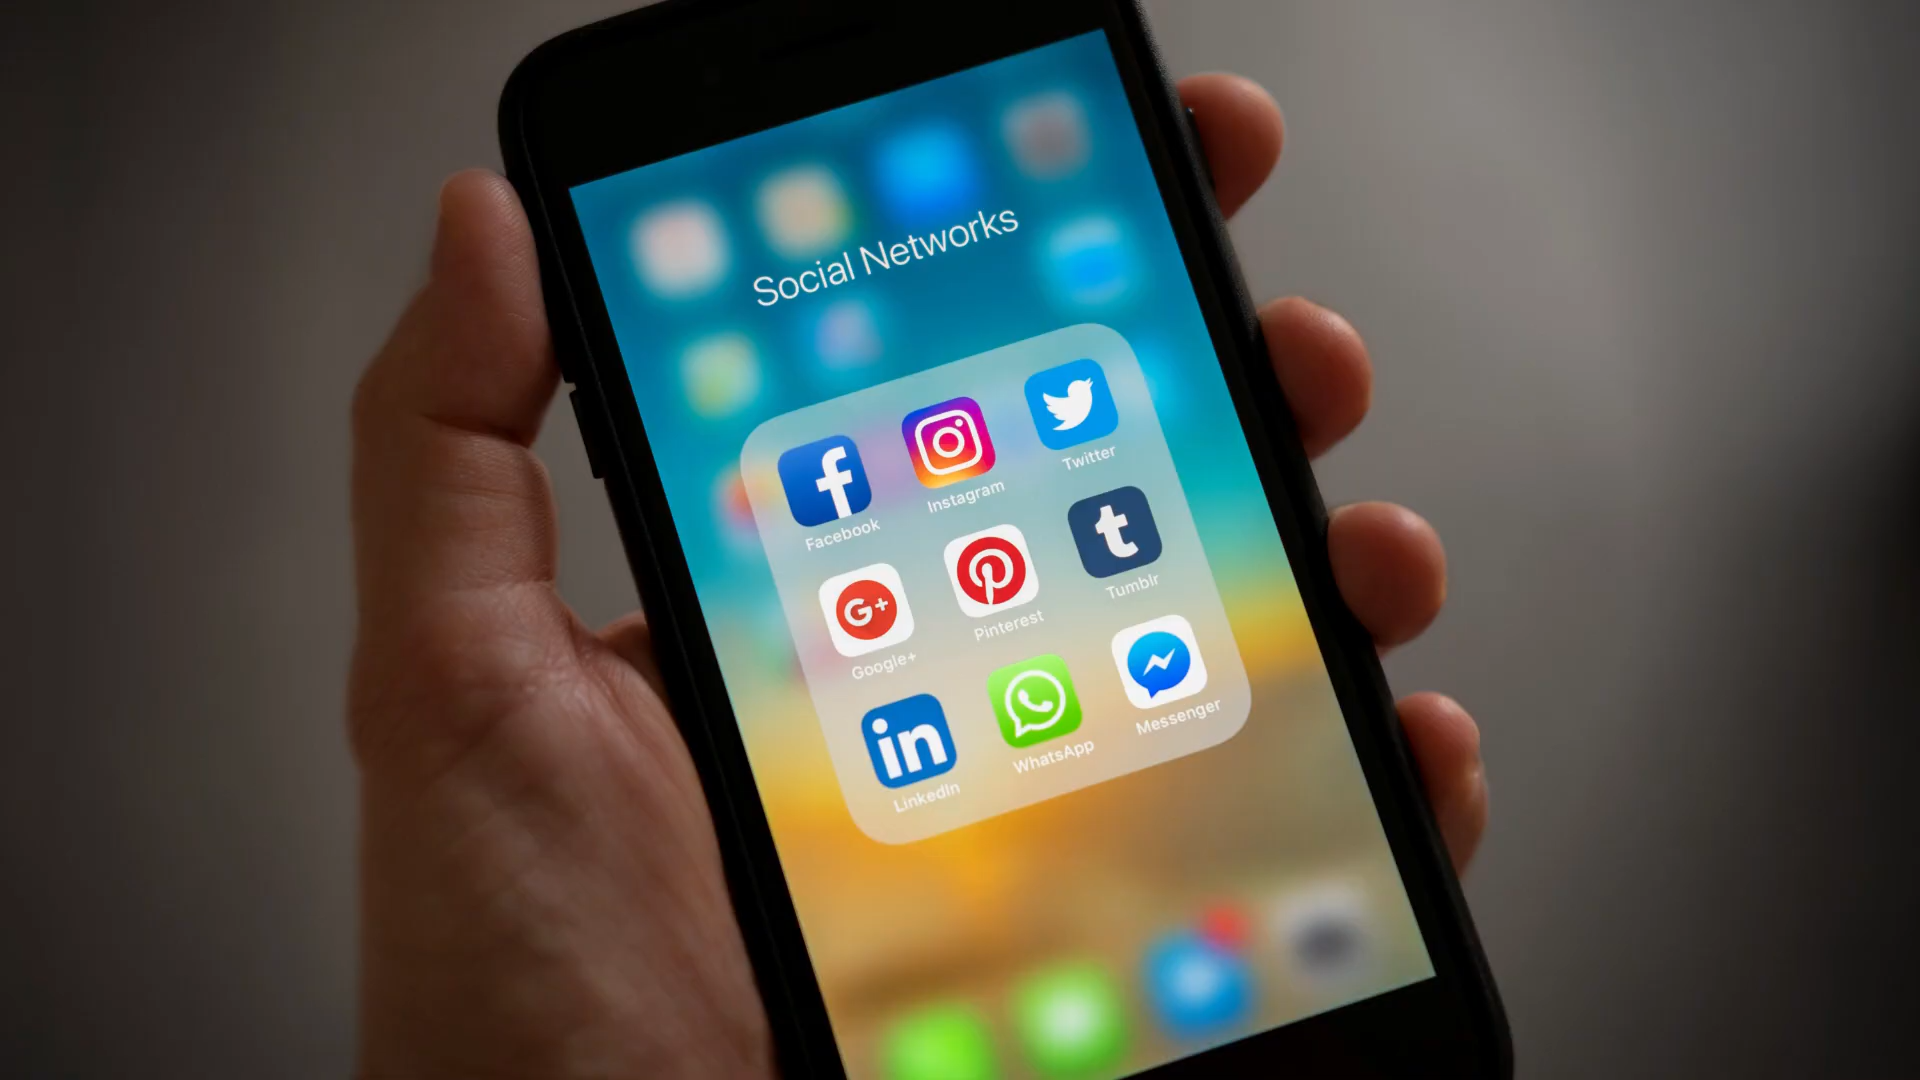 Social Networks
Facebook
Instagram
Twitter
Google+
Pinterest
Tumblr
LinkedIn
WhatsApp
Messenger